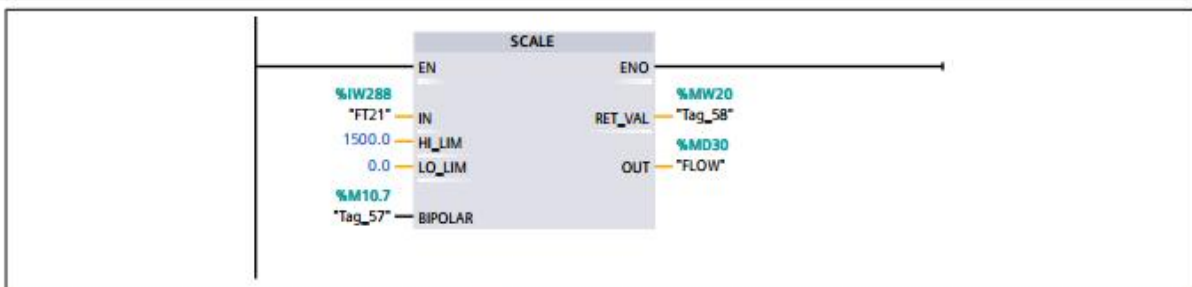 SCALE
EN ENO
%IW288 %MW20
"FT21" IN RET_VAL "Tag_58"
1500.0 HI_LIM %MD30
0.0 LO_LIM OUT "FLOW"
%M10.7
"Tag_57" BIPOLAR